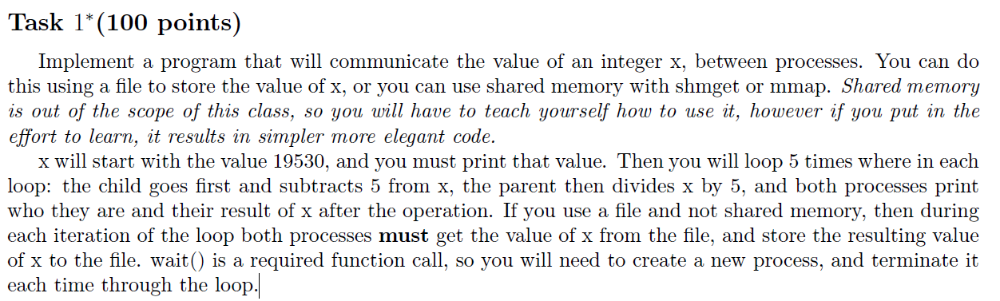 Task 1*(100 points)
Implement a program that will communicate the value of an integer x, between processes. You can do
this using a file to store the value of x, or you can use shared memory with shmget or mmap. Shared memory
is out of the scope of this class, so you will have to teach yourself how to use it, however if you put in the
effort to learn, it results in simpler more elegant code.
x will start with the value 19530, and you must print that value. Then you will loop 5 times where in each
loop: the child goes first and subtracts 5 from x, the parent then divides x by 5, and both processes print
who they are and their result of x after the operation. If you use a file and not shared memory, then during
each iteration of the loop both processes must get the value of x from the file, and store the resulting value
of x to the file. wait() is a required function call, so you will need to create a new process, and terminate it
each time through the loop.